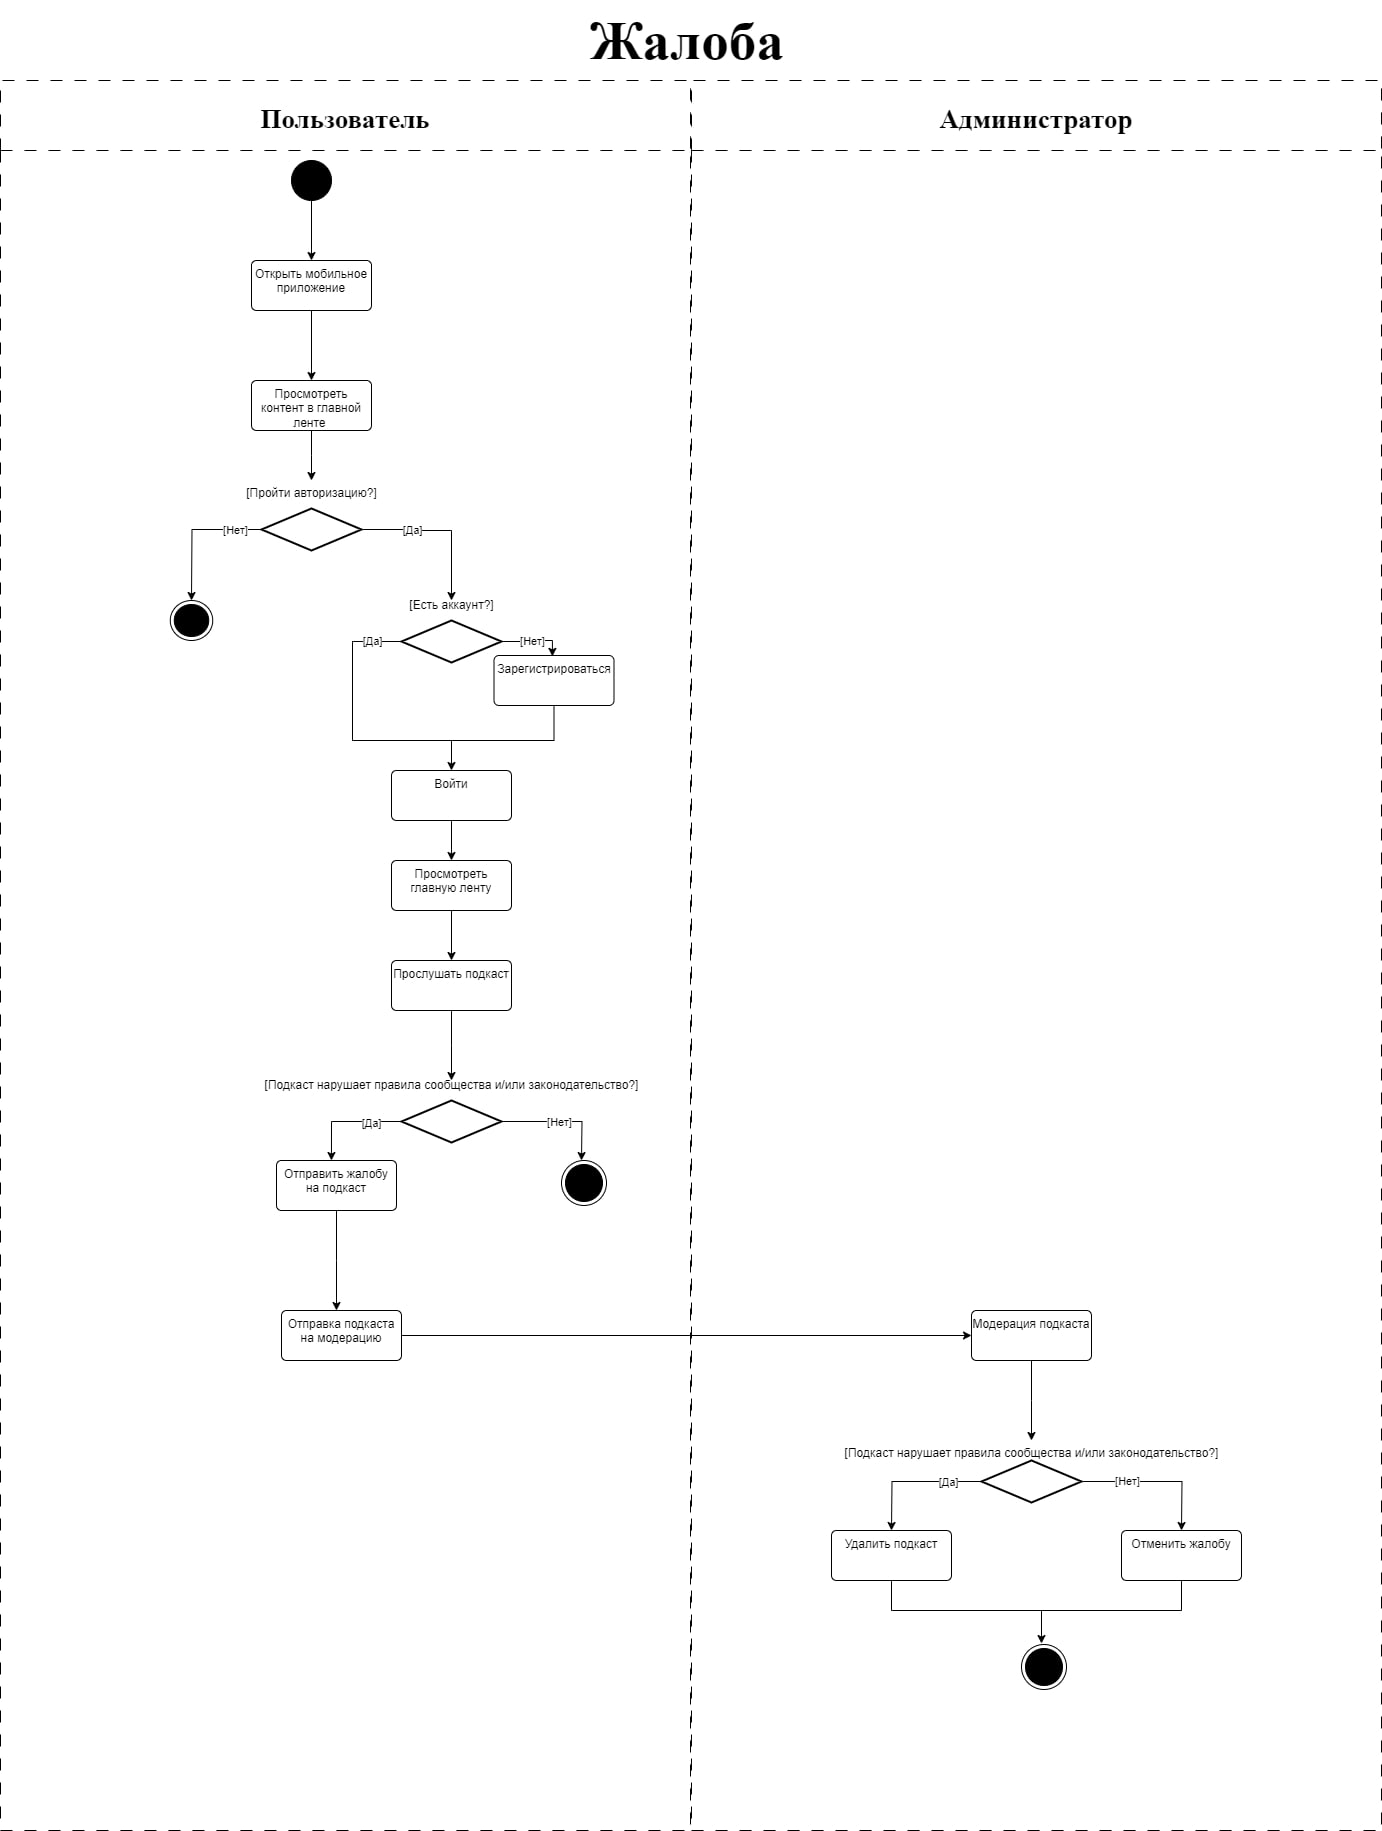 Жалоба
Пользователь
Администратор
Открыть мобильное
приложение
Просмотреть
контент в главной
ленте
[Пройти авторизацию?]
[Нет]
[Да]
[Есть аккаунт?]
[Да]
[Нет]
Зарегистрироваться
Войти
Просмотреть
главную ленту
Прослушать подкаст
[Подкаст нарушает правила сообщества и/или законодательство?]
[Да]
[Нет]
Отправить жалобу
на подкаст
Отправка подкаста
на модерацию
Модерация подкаста
[Подкаст нарушает правила сообщества и/или законодательство?]
[Да]
[Нет]
Удалить подкаст
Отменить жалобу